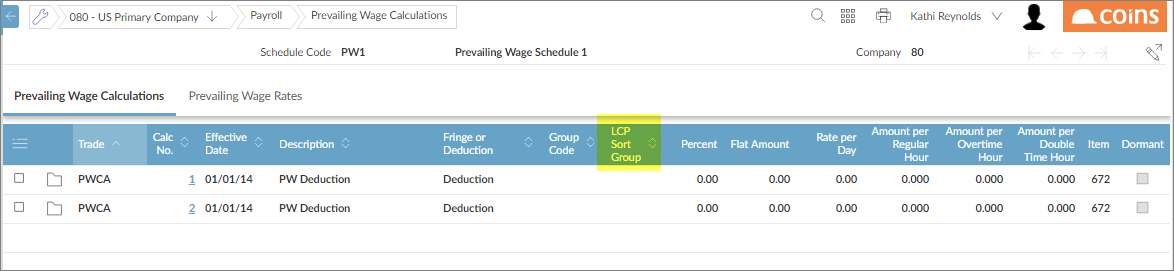 080 - US Primary Company Payroll Prevailing Wage Calculations Kathi Reynolds coins
Schedule Code PW1 Prevailing Wage Schedule 1 Company 80
Prevailing Wage Calculations Prevailing Wage Rates
Trade Calc No. Effective Date Description Fringe or Deduction Group Code LCP Sort Group Percent Flat Amount Rate per Day Amount per Regular Hour Amount per Overtime Hour Amount per Double Time Hour Item Dormant
PWCA 1 01/01/14 PW Deduction Deduction 0.00 0.00 0.00 0.000 0.000 0.000 672
PWCA 2 01/01/14 PW Deduction Deduction 0.00 0.00 0.00 0.000 0.000 0.000 672